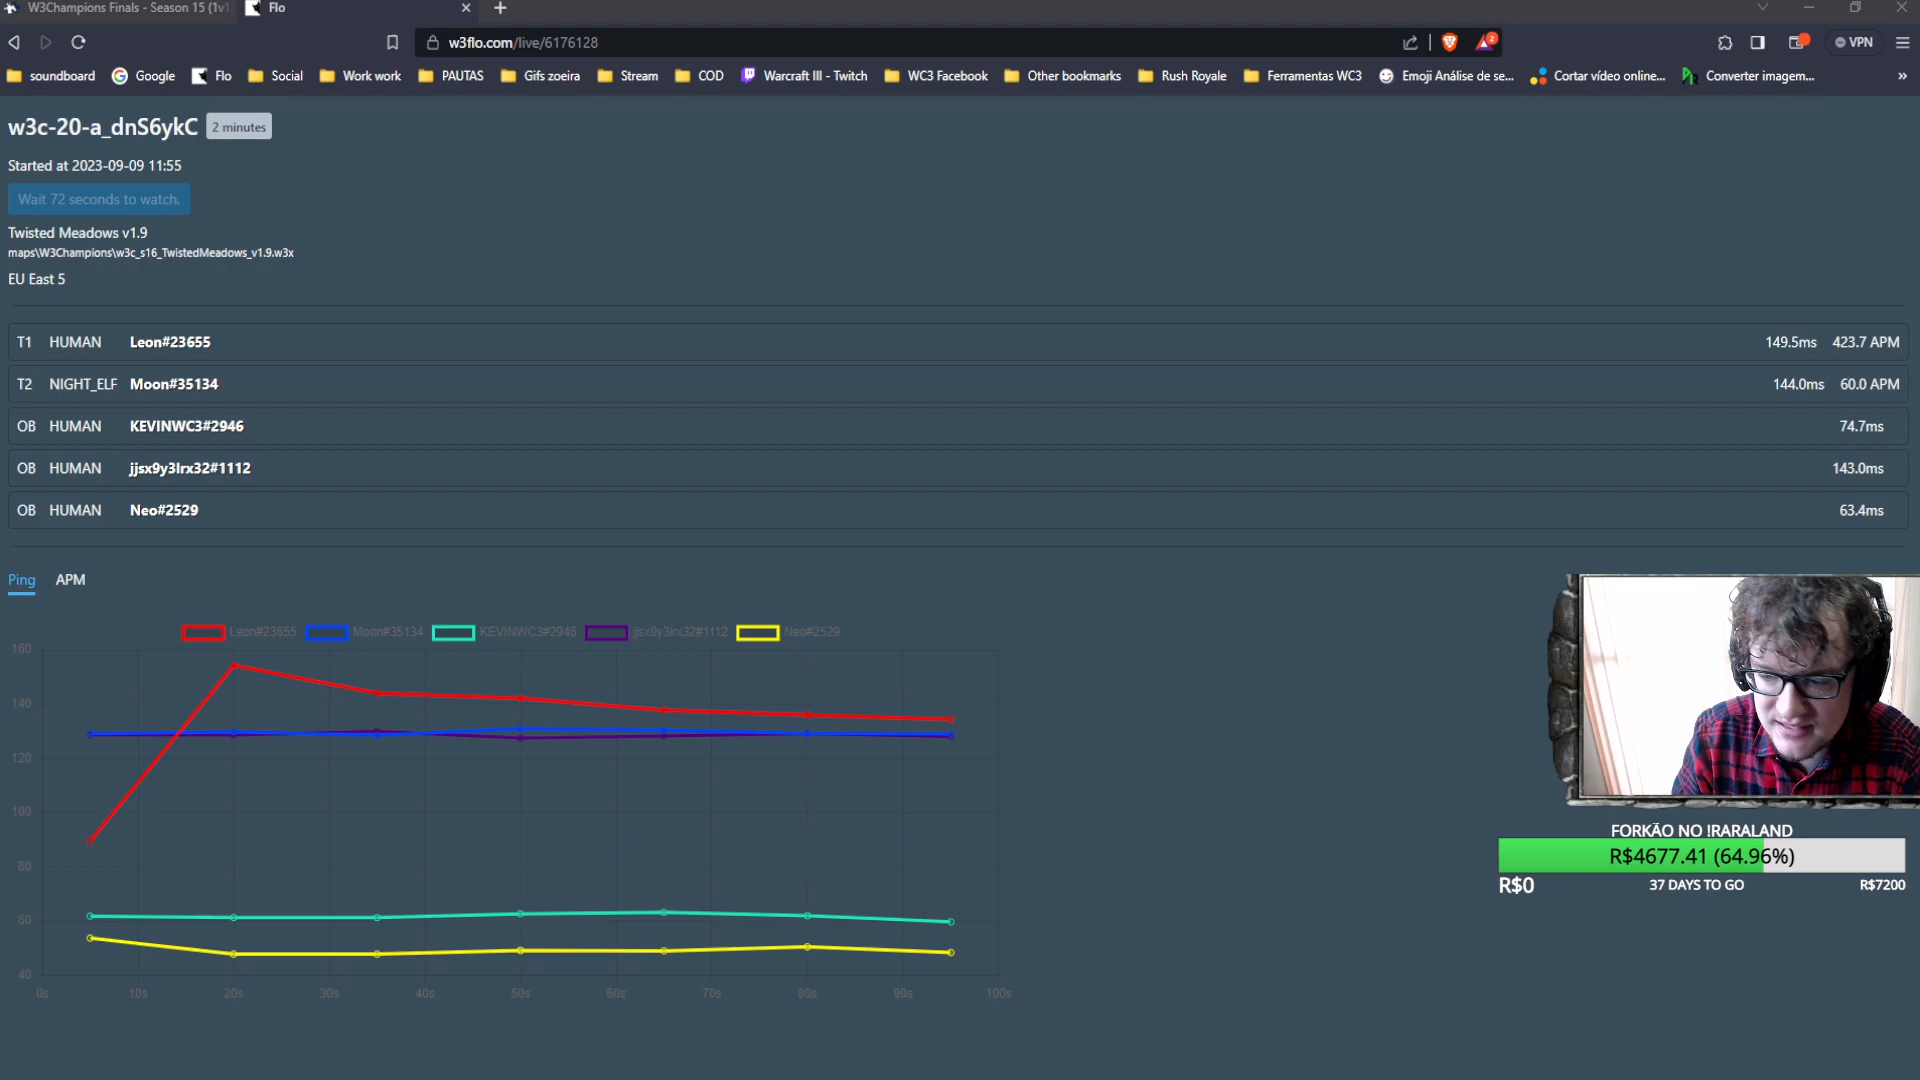 W3Champions Finals - Season 15 (1v1
Flo
w3flo.com/live/6176128
2
VPN
soundboard
Google
Flo
Social
Work work
PAUTAS
Gifs zoeira
Stream
COD
Warcraft III - Twitch
WC3 Facebook
Other bookmarks
Rush Royale
Ferramentas WC3
Emoji Análise de se...
Cortar vídeo online...
Converter imagem...
»
w3c-20-a_dnS6ykC 2 minutes
Started at 2023-09-09 11:55
Wait 72 seconds to watch.
Twisted Meadows v1.9
maps\W3Champions\w3c_s16_TwistedMeadows_v1.9.w3x
EU East 5
T1 HUMAN Leon#23655 149.5ms 423.7 APM
T2 NIGHT_ELF Moon#35134 144.0ms 60.0 APM
OB HUMAN KEVINWC3#2946 74.7ms
OB HUMAN jjsx9y3lrx32#1112 143.0ms
OB HUMAN Neo#2529 63.4ms
Ping APM
Leon#23655 Moon#35134 KEVINWC3#2946 jjsx9y3lrx32#1112 Neo#2529
160
140
120
100
80
60
40
0s 10s 20s 30s 40s 50s 60s 70s 80s 90s 100s
FORKÃO NO !RARALAND
R$4677.41 (64.96%)
R$0 37 DAYS TO GO R$7200